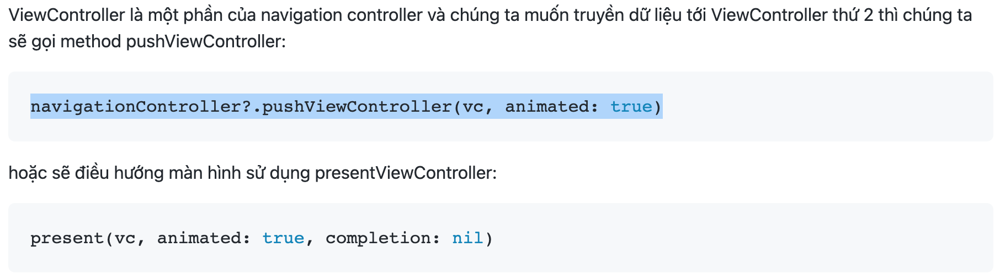 ViewController là một phần của navigation controller và chúng ta muốn truyền dữ liệu tới ViewController thứ 2 thì chúng ta
sẽ gọi method pushViewController:
navigationController?.pushViewController(vc, animated: true)
hoặc sẽ điều hướng màn hình sử dụng presentViewController:
present(vc, animated: true, completion: nil)